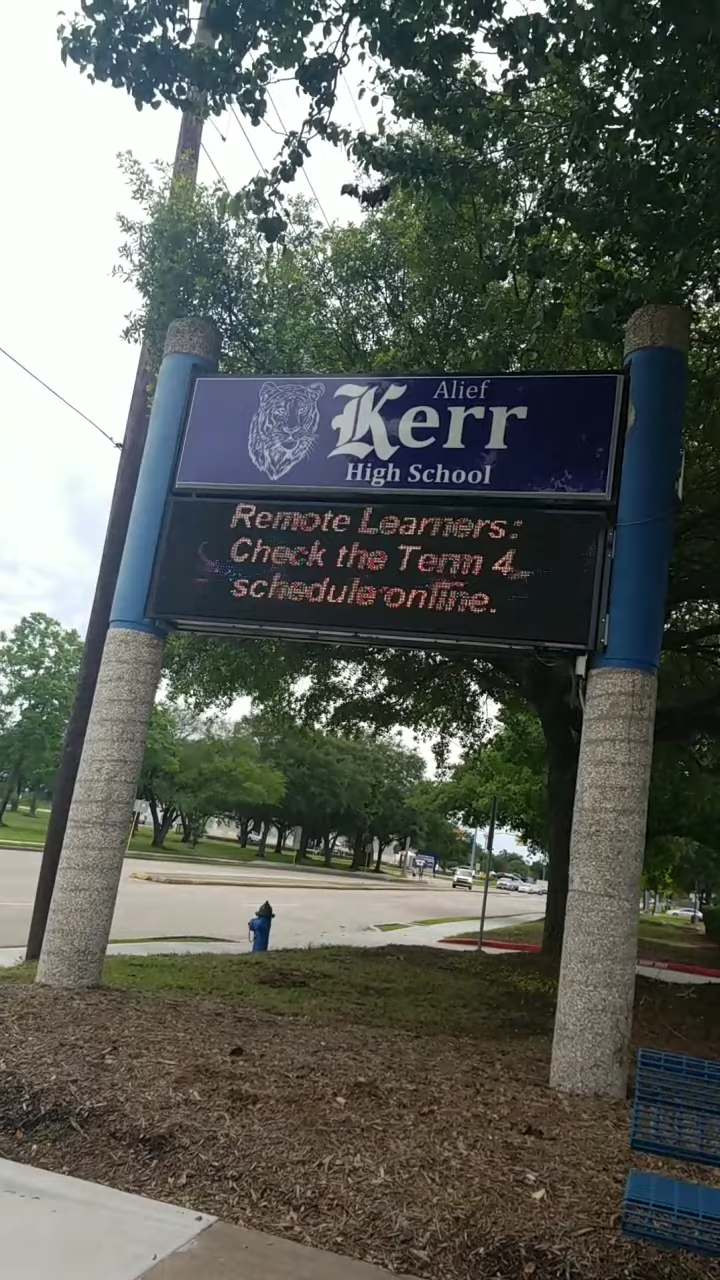 Alief
Kerr
High School
Remote Learners:
Check the Term 4
schedule online.